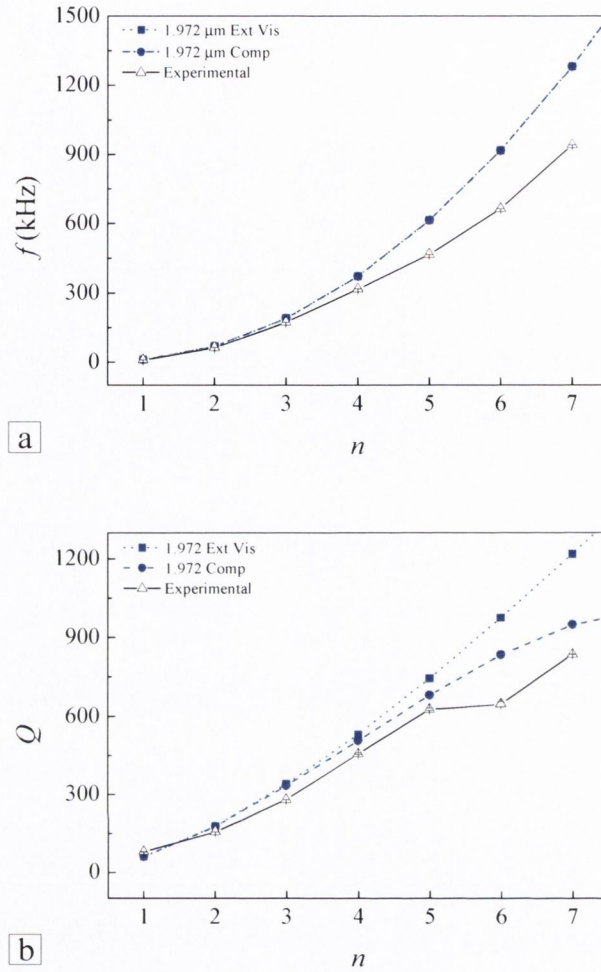 1500
1200
900
600
300
0
f (kHz)
1.972 µm Ext Vis
1.972 µm Comp
Experimental
1 2 3 4 5 6 7
n
a
1200
900
600
300
0
Q
1.972 Ext Vis
1.972 Comp
Experimental
1 2 3 4 5 6 7
n
b